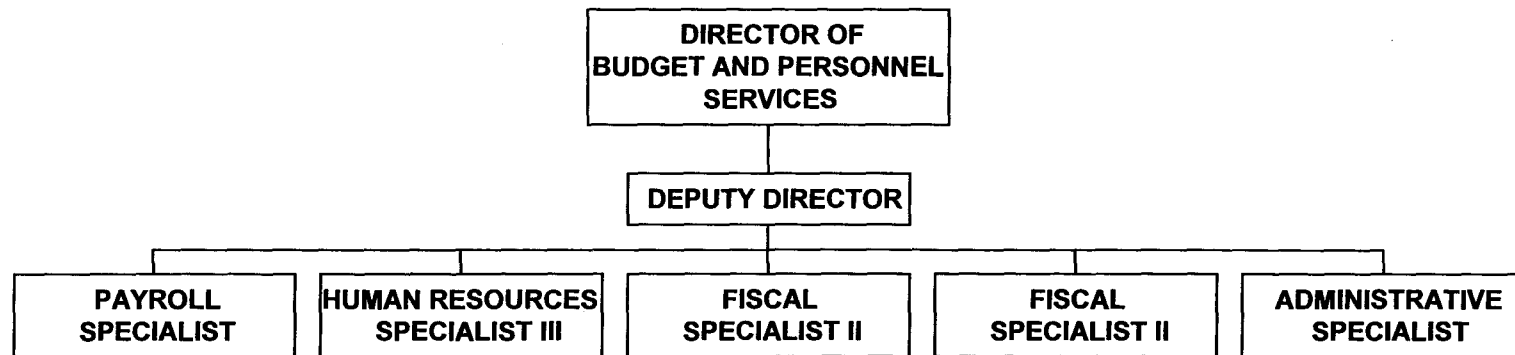 DIRECTOR OF
BUDGET AND PERSONNEL
SERVICES
DEPUTY DIRECTOR
PAYROLL
SPECIALIST
HUMAN RESOURCES
SPECIALIST III
FISCAL
SPECIALIST II
FISCAL
SPECIALIST II
ADMINISTRATIVE
SPECIALIST